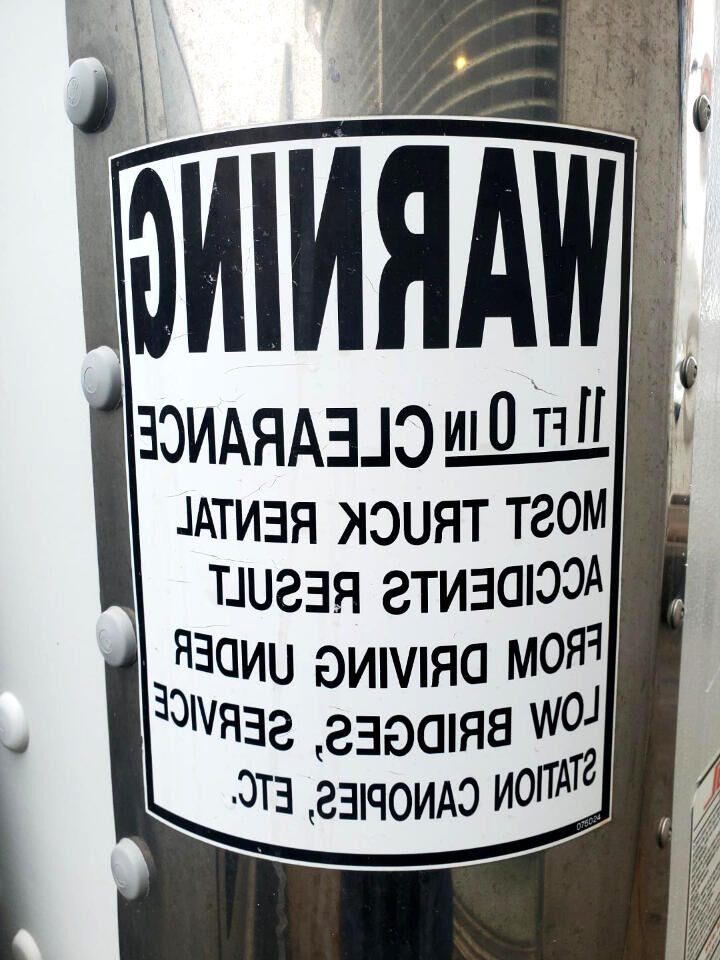 WARNING
11 FT 0 IN CLEARANCE
MOST TRUCK RENTAL
ACCIDENTS RESULT
FROM DRIVING UNDER
LOW BRIDGES, SERVICE
STATION CANOPIES, ETC.
076024